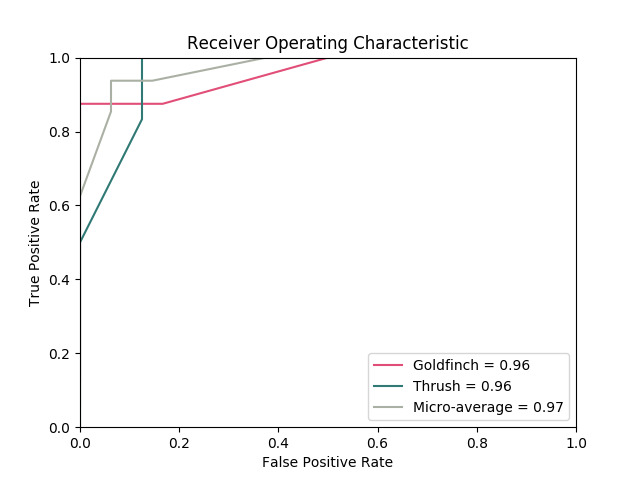 Receiver Operating Characteristic
True Positive Rate
1.0
0.8
0.6
0.4
0.2
0.0
Goldfinch = 0.96
Thrush = 0.96
Micro-average = 0.97
0.0 0.2 0.4 0.6 0.8 1.0
False Positive Rate